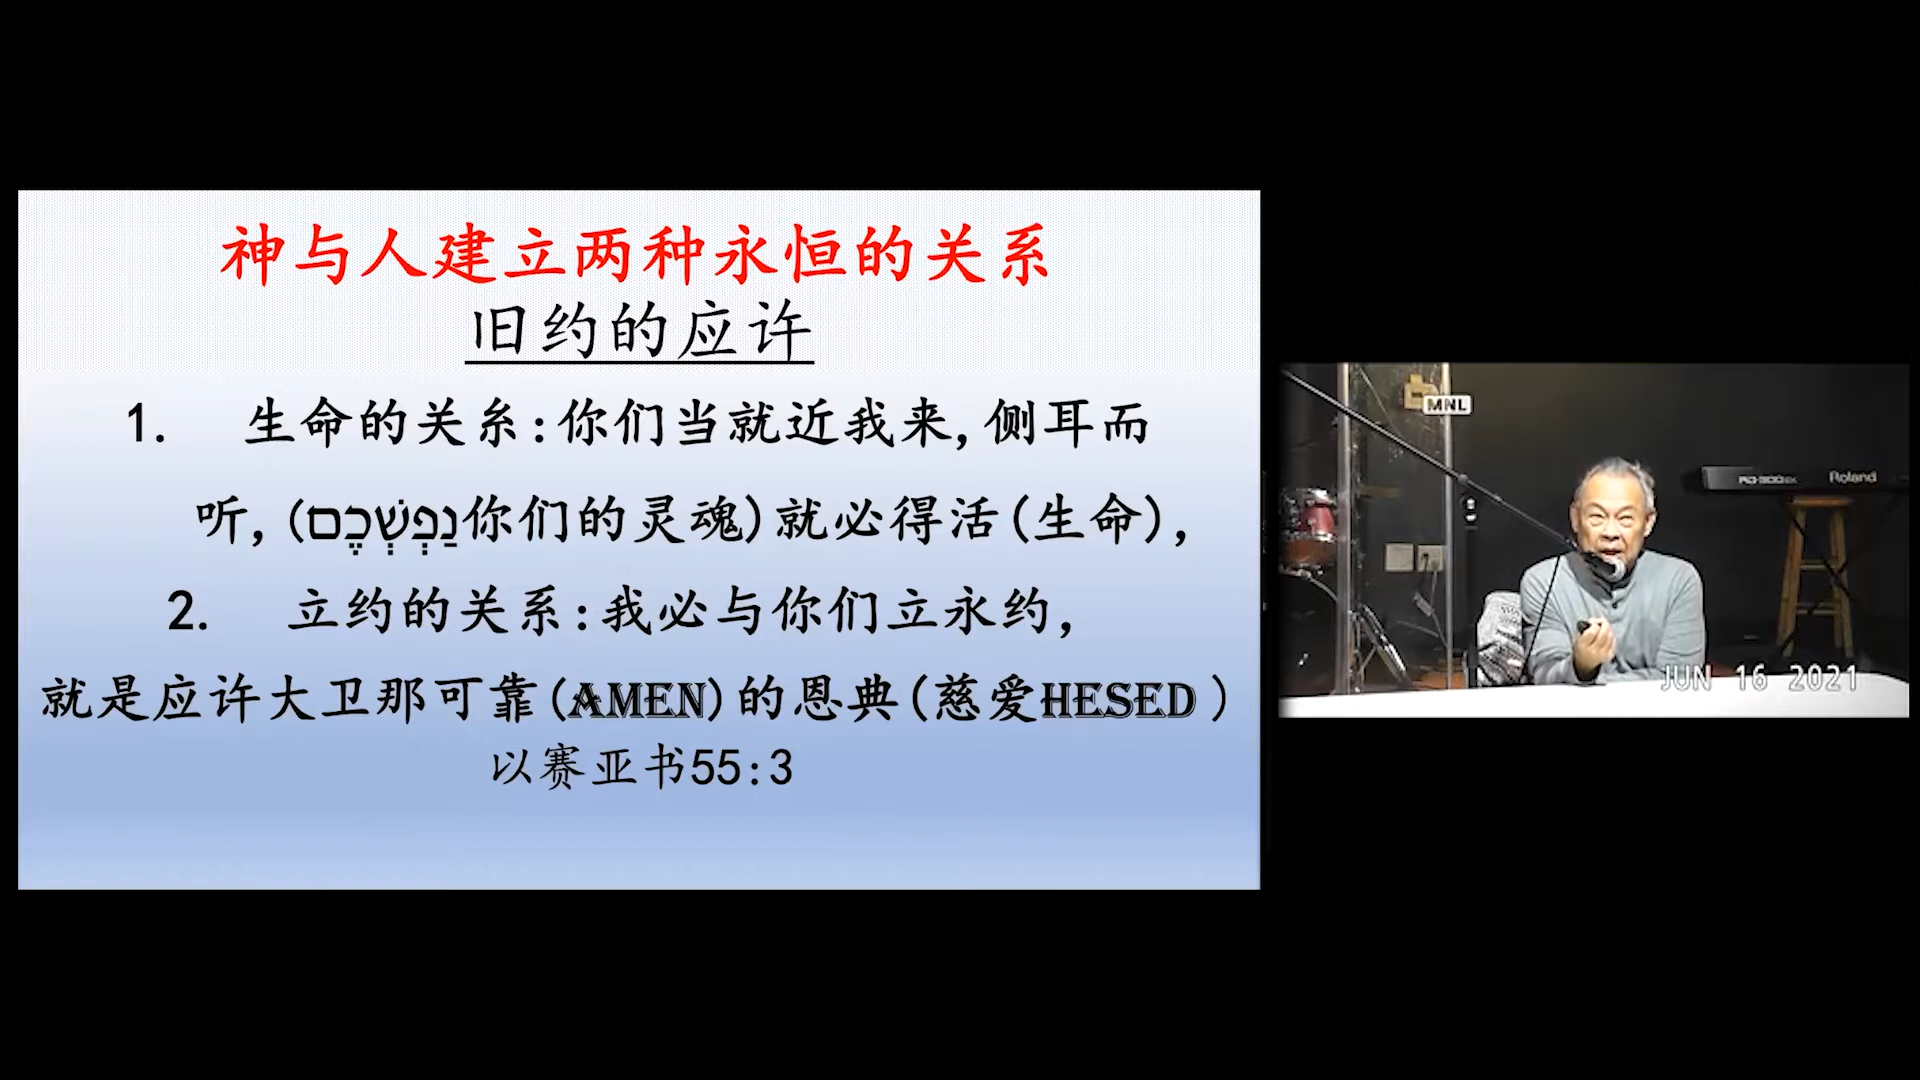 神与人建立两种永恒的关系
旧约的应许
1. 生命的关系:你们当就近我来,侧耳而
听,(נַפְשְׁכֶם你们的灵魂)就必得活(生命),
2. 立约的关系:我必与你们立永约,
就是应许大卫那可靠(AMEN)的恩典(慈爱HESED )
以赛亚书55:3
MNL
Roland
JUN 16 2021